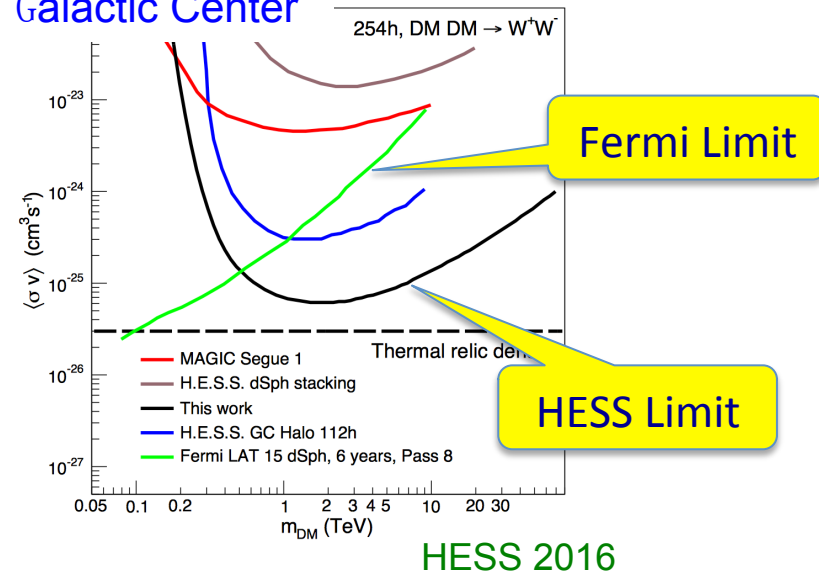 Galactic Center
254h, DM DM → W⁺W⁻
10⁻²³
10⁻²⁴
10⁻²⁵
10⁻²⁶
10⁻²⁷
⟨σ v⟩ (cm³s⁻¹)
Fermi Limit
Thermal relic den
MAGIC Segue 1
H.E.S.S. dSph stacking
This work
H.E.S.S. GC Halo 112h
Fermi LAT 15 dSph, 6 years, Pass 8
HESS Limit
0.05 0.1 0.2 1 2 3 4 5 10 20 30
m_DM (TeV)
HESS 2016